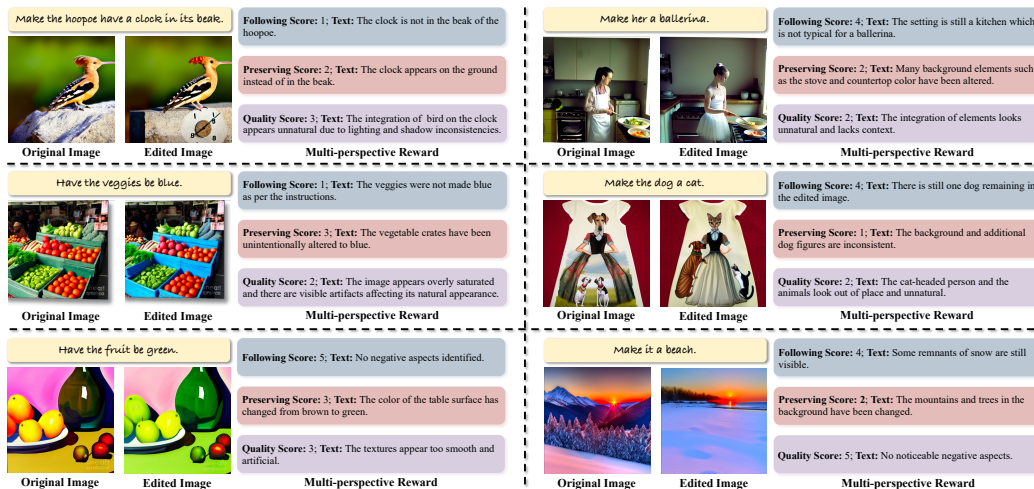 Make the hoopoe have a clock in its beak.
Following Score: 1; Text: The clock is not in the beak of the
hoopoe.
Preserving Score: 2; Text: The clock appears on the ground
instead of in the beak.
Quality Score: 3; Text: The integration of bird on the clock
appears unnatural due to lighting and shadow inconsistencies.
Original Image
Edited Image
Multi-perspective Reward
Make her a ballerina.
Following Score: 4; Text: The setting is still a kitchen which
is not typical for a ballerina.
Preserving Score: 2; Text: Many background elements such
as the stove and countertop color have been altered.
Quality Score: 2; Text: The integration of elements looks
unnatural and lacks context.
Original Image
Edited Image
Multi-perspective Reward
Have the veggies be blue.
Following Score: 1; Text: The veggies were not made blue
as per the instructions.
Preserving Score: 3; Text: The vegetable crates have been
unintentionally altered to blue.
Quality Score: 2; Text: The image appears overly saturated
and there are visible artifacts affecting its natural appearance.
Original Image
Edited Image
Multi-perspective Reward
Make the dog a cat.
Following Score: 4; Text: There is still one dog remaining in
the edited image.
Preserving Score: 1; Text: The background and additional
dog figures are inconsistent.
Quality Score: 2; Text: The cat-headed person and the
animals look out of place and unnatural.
Original Image
Edited Image
Multi-perspective Reward
Have the fruit be green.
Following Score: 5; Text: No negative aspects identified.
Preserving Score: 3; Text: The color of the table surface has
changed from brown to green.
Quality Score: 3; Text: The textures appear too smooth and
artificial.
Original Image
Edited Image
Multi-perspective Reward
Make it a beach.
Following Score: 4; Text: Some remnants of snow are still
visible.
Preserving Score: 2; Text: The mountains and trees in the
background have been changed.
Quality Score: 5; Text: No noticeable negative aspects.
Original Image
Edited Image
Multi-perspective Reward